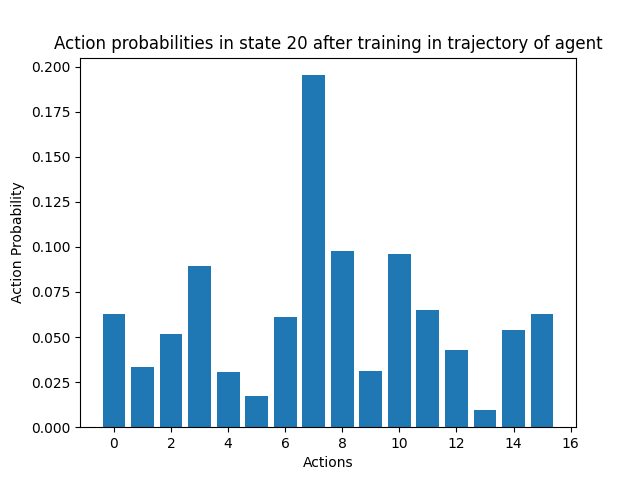 Action probabilities in state 20 after training in trajectory of agent
0.200
0.175
0.150
0.125
0.100
0.075
0.050
0.025
0.000
Action Probability
0 2 4 6 8 10 12 14 16
Actions